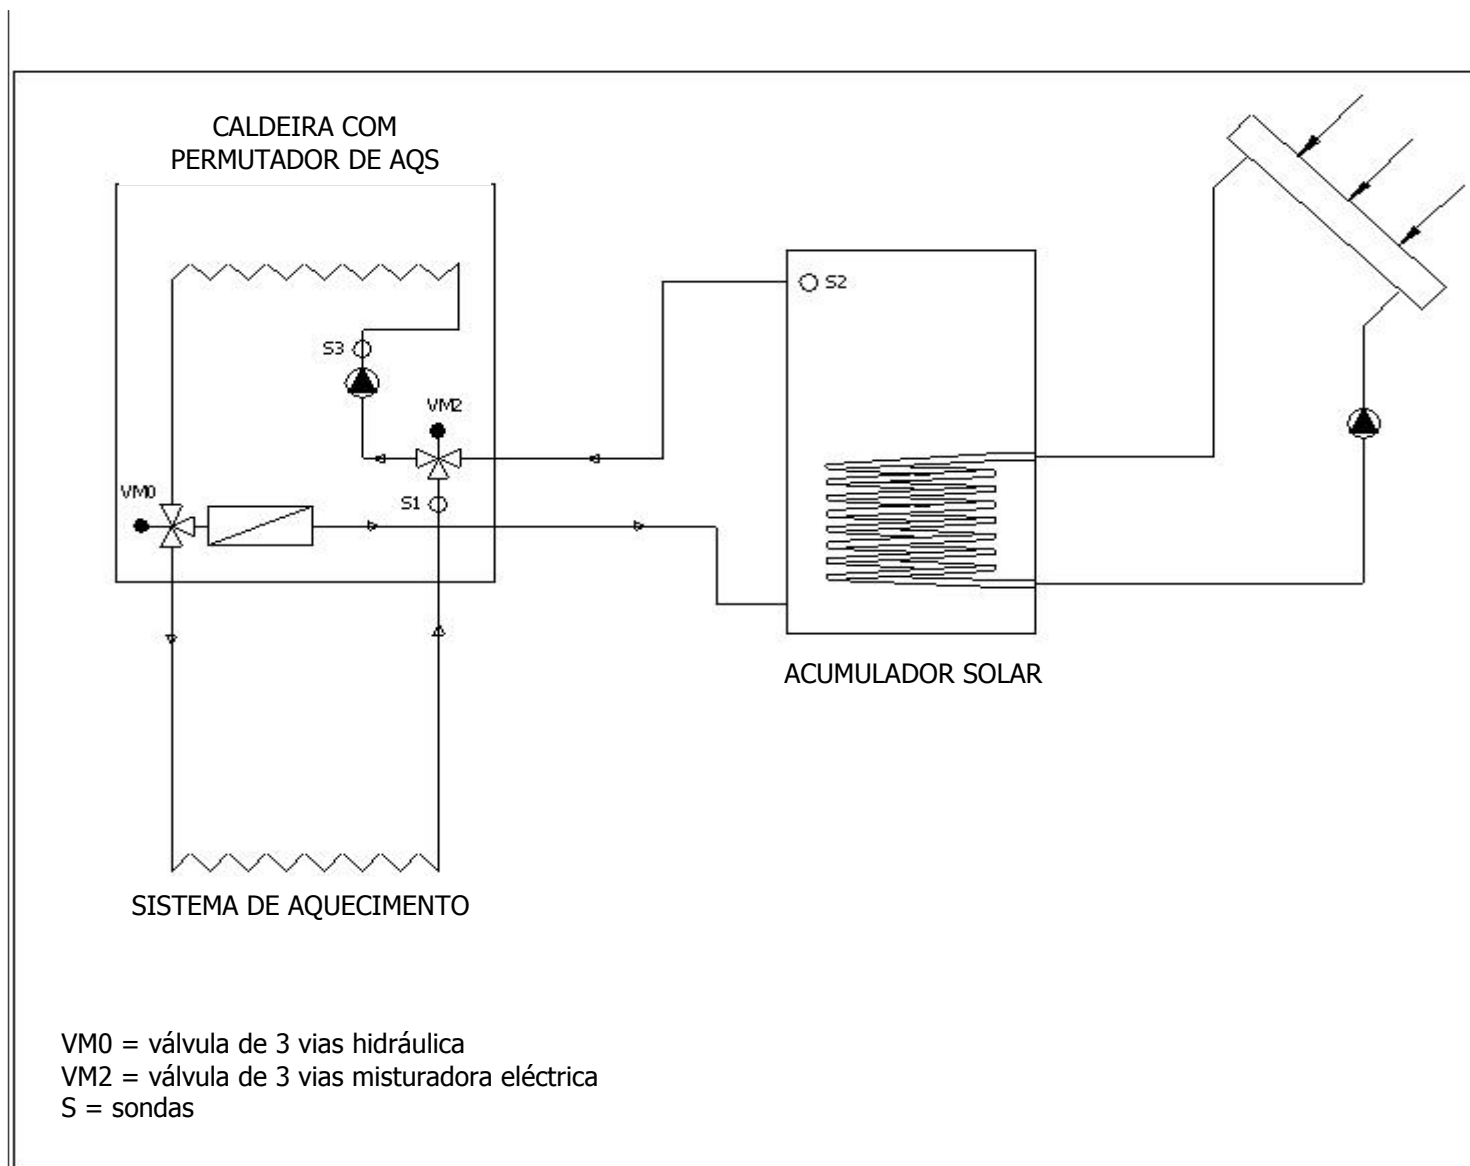 CALDEIRA COM
PERMUTADOR DE AQS
S2
S3
VM2
VM0
S1
ACUMULADOR SOLAR
SISTEMA DE AQUECIMENTO
VM0 = válvula de 3 vias hidráulica
VM2 = válvula de 3 vias misturadora eléctrica
S = sondas